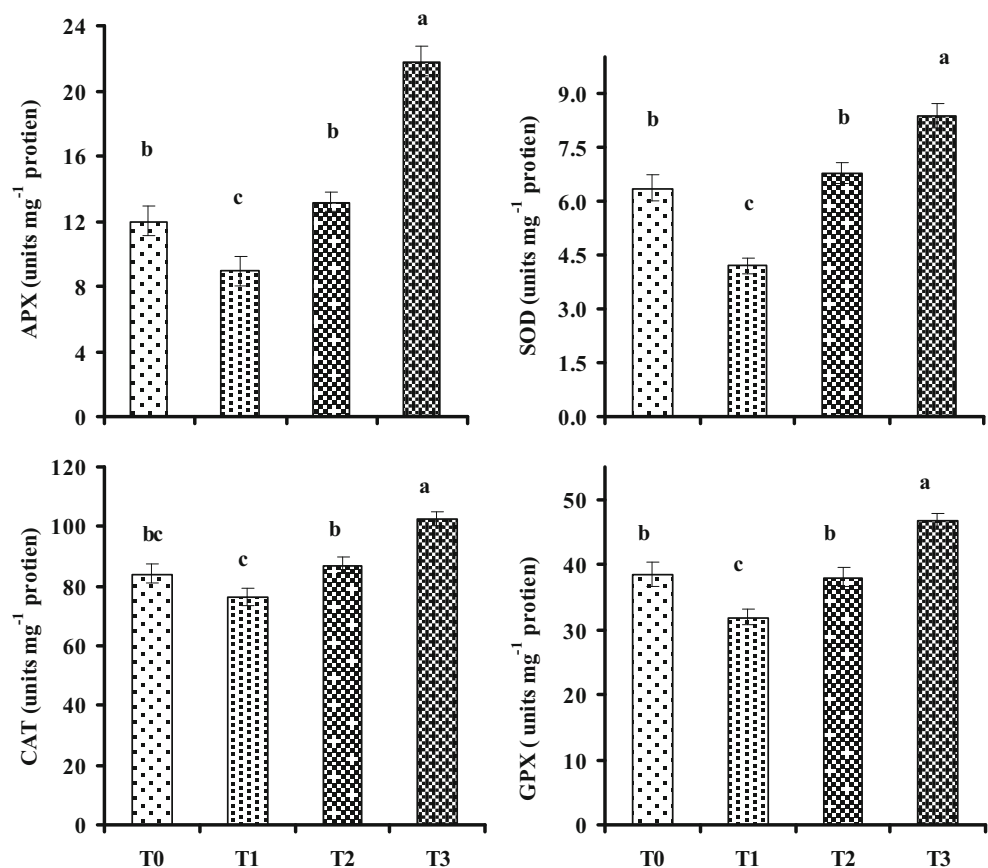 APX (units mg⁻¹ protien)
24
20
16
12
8
4
0
b
c
b
a
SOD (units mg⁻¹ protien)
9.0
7.5
6.0
4.5
3.0
1.5
0.0
b
c
b
a
CAT (units mg⁻¹ protien)
120
100
80
60
40
20
0
bc
c
b
a
T0 T1 T2 T3
GPX ( units mg⁻¹ protien)
50
40
30
20
10
0
b
c
b
a
T0 T1 T2 T3